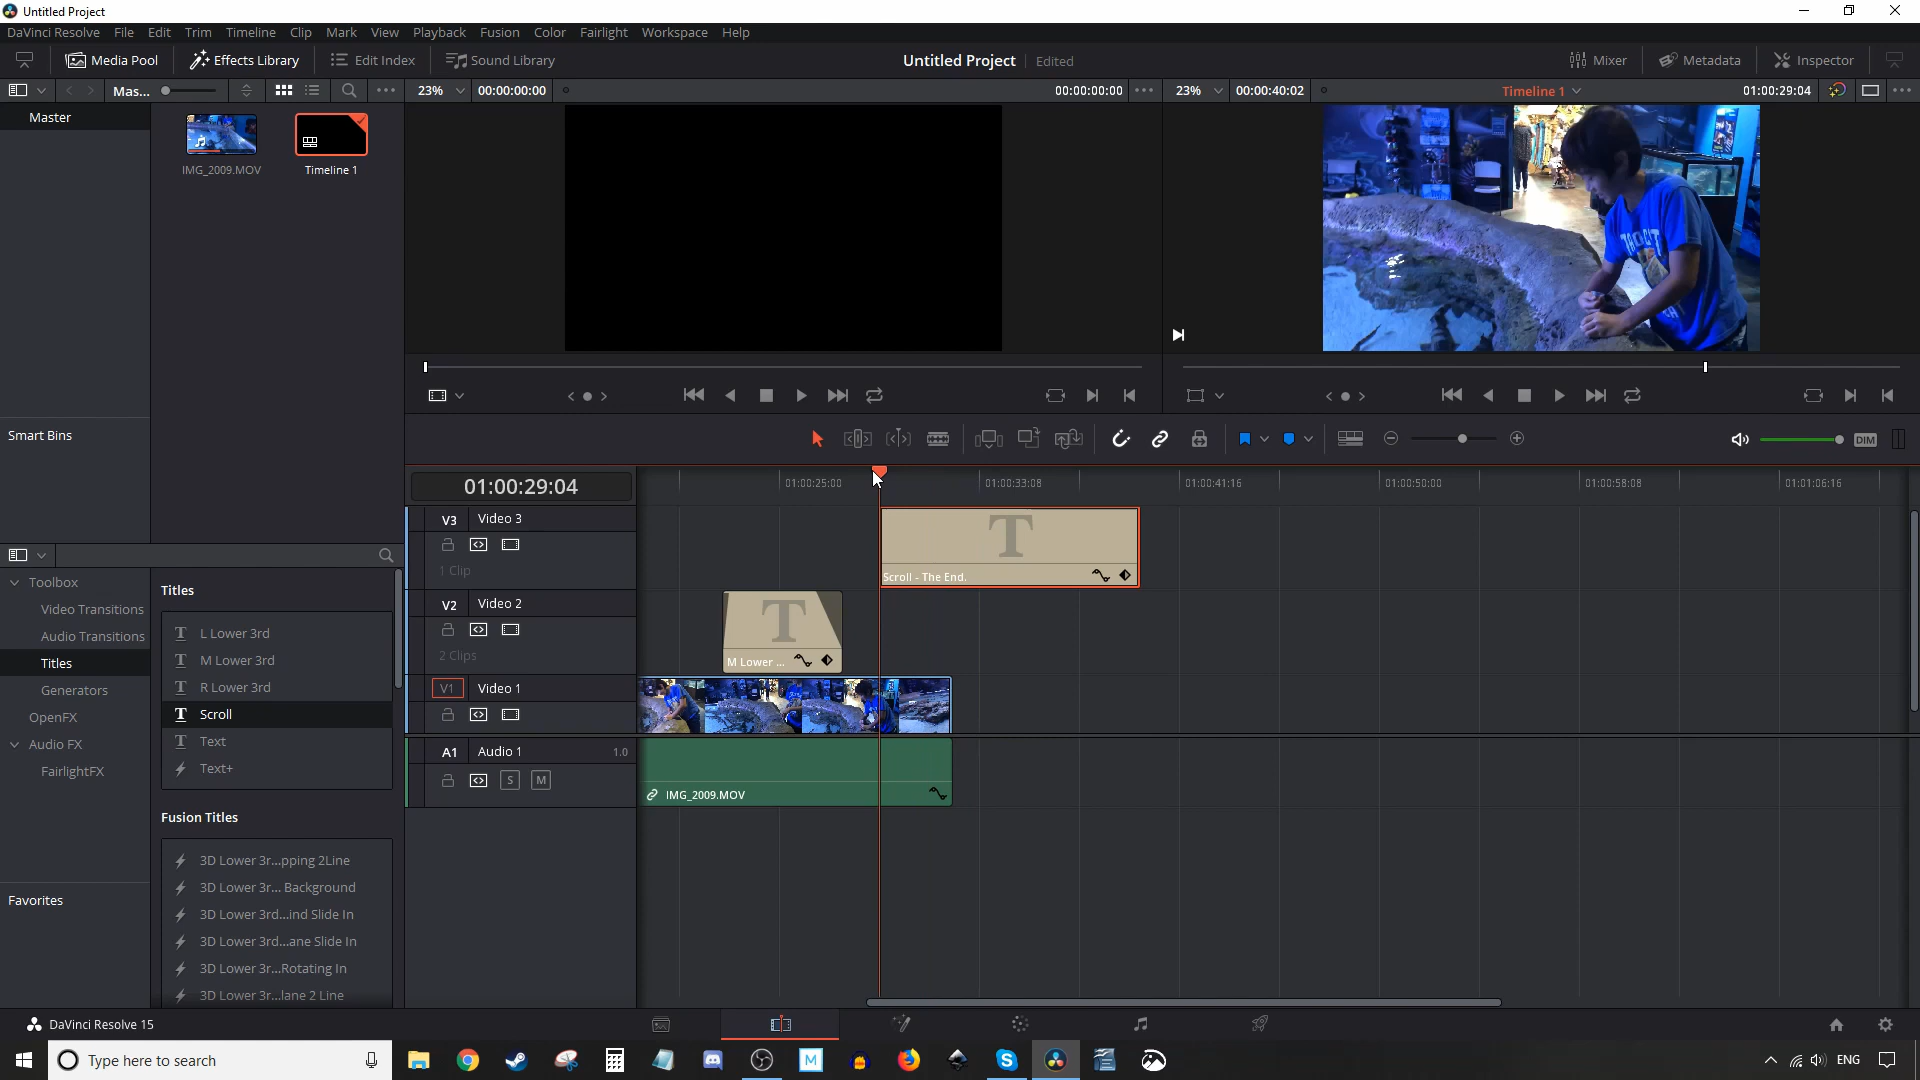 Untitled Project
DaVinci Resolve File Edit Trim Timeline Clip Mark View Playback Fusion Color Fairlight Workspace Help
Media Pool Effects Library Edit Index Sound Library Untitled Project Edited Mixer Metadata Inspector
Mas... 23% 00:00:00:00 00:00:00:00 23% 00:00:40:02 Timeline 1 01:00:29:04
Master
IMG_2009.MOV Timeline 1
Smart Bins
DIM
01:00:29:04 01:00:25:00 01:00:33:08 01:00:41:16 01:00:50:00 01:00:58:08 01:01:06:16
V3 Video 3
1 Clip
T
Scroll - The End.
V2 Video 2
2 Clips
T
M Lower ...
V1 Video 1
A1 Audio 1 1.0
S M
IMG_2009.MOV
Toolbox
Video Transitions
Audio Transitions
Titles
Generators
OpenFX
Audio FX
FairlightFX
Favorites
Titles
T L Lower 3rd
T M Lower 3rd
T R Lower 3rd
T Scroll
T Text
Text+
Fusion Titles
3D Lower 3r...pping 2Line
3D Lower 3r... Background
3D Lower 3rd...ind Slide In
3D Lower 3rd...ane Slide In
3D Lower 3r...Rotating In
3D Lower 3r...lane 2 Line
DaVinci Resolve 15
Type here to search M ENG